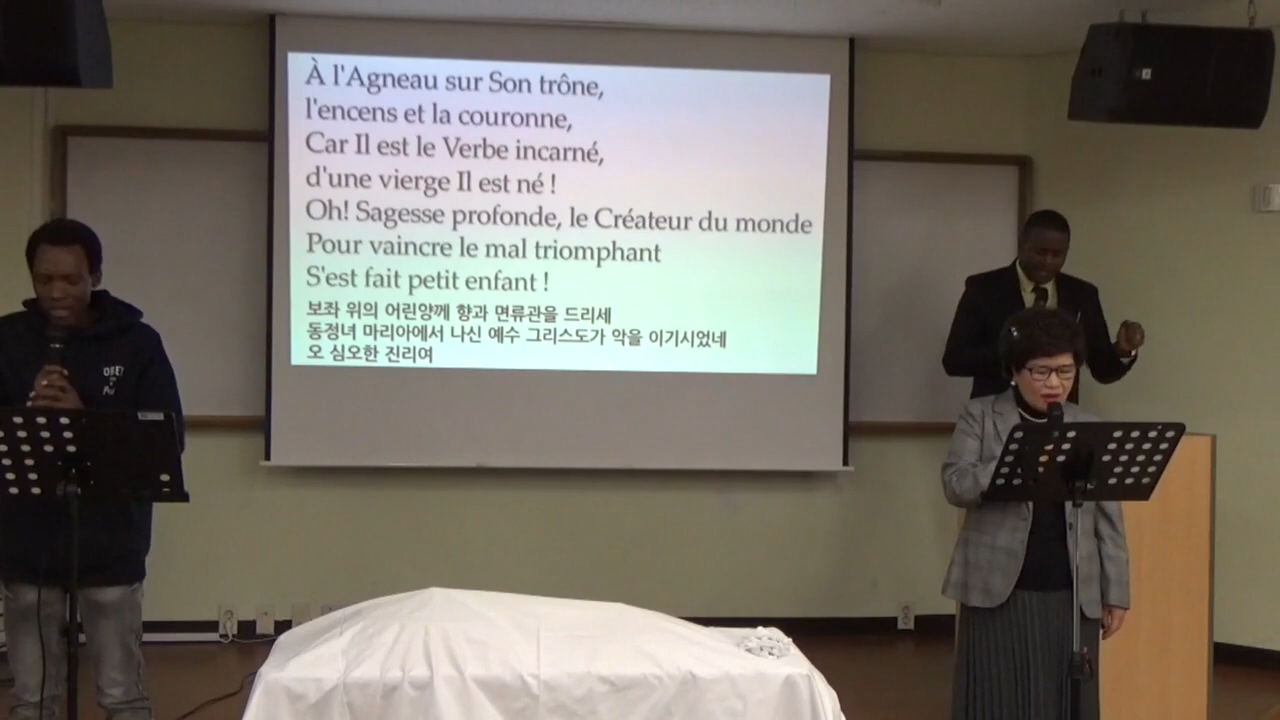 À l'Agneau sur Son trône,
l'encens et la couronne,
Car Il est le Verbe incarné,
d'une vierge Il est né !
Oh! Sagesse profonde, le Créateur du monde
Pour vaincre le mal triomphant
S'est fait petit enfant !
보좌 위의 어린양께 향과 면류관을 드리세
동정녀 마리아에서 나신 예수 그리스도가 악을 이기시었네
오 심오한 진리여
OBEY